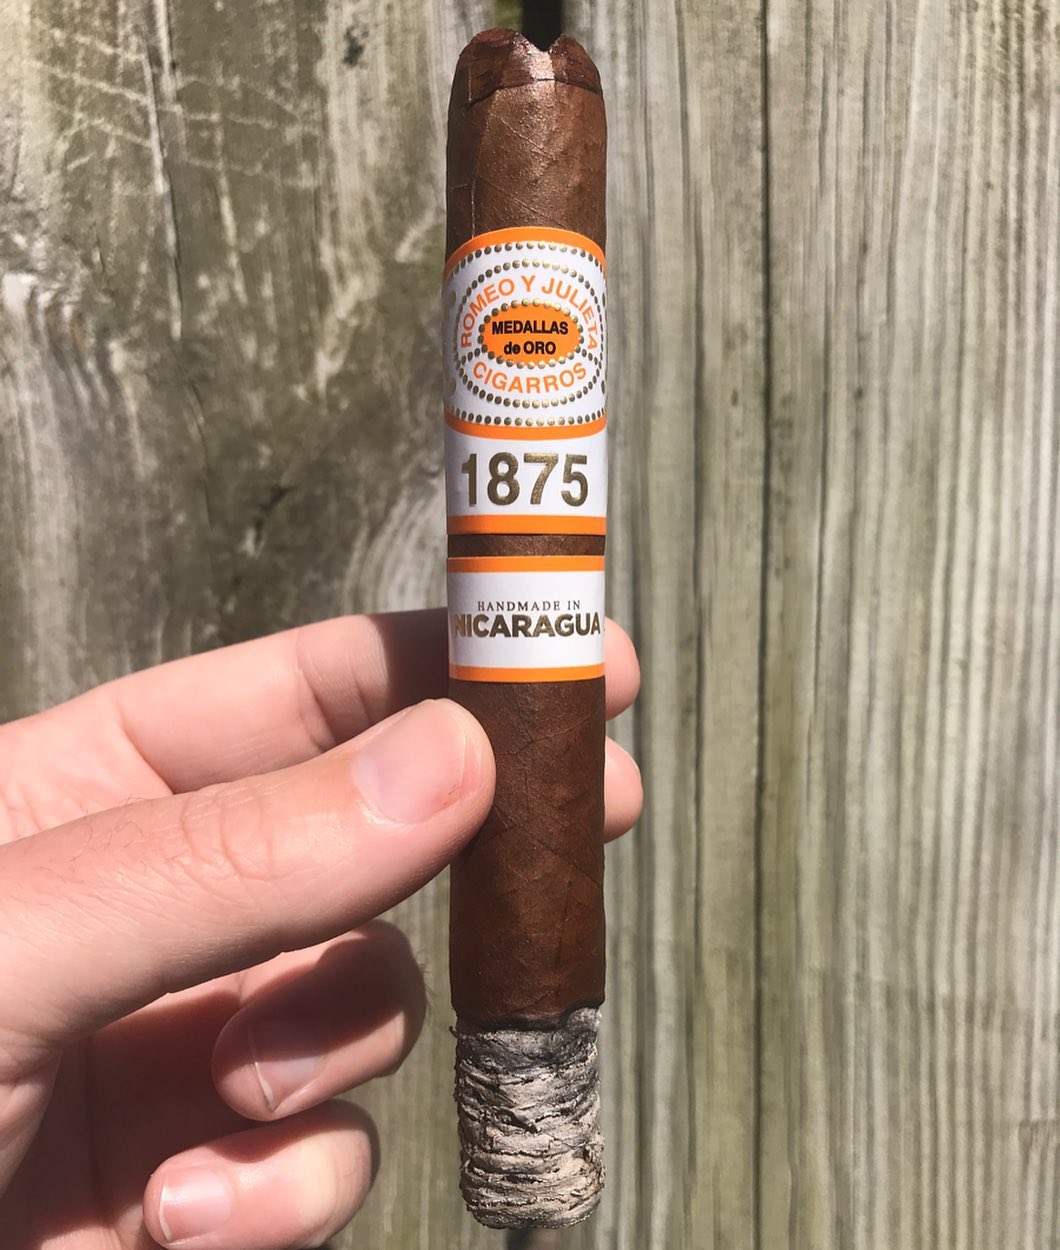 ROMEO Y JULIETA
MEDALLAS
de ORO
CIGARROS
1875
HANDMADE IN
NICARAGUA